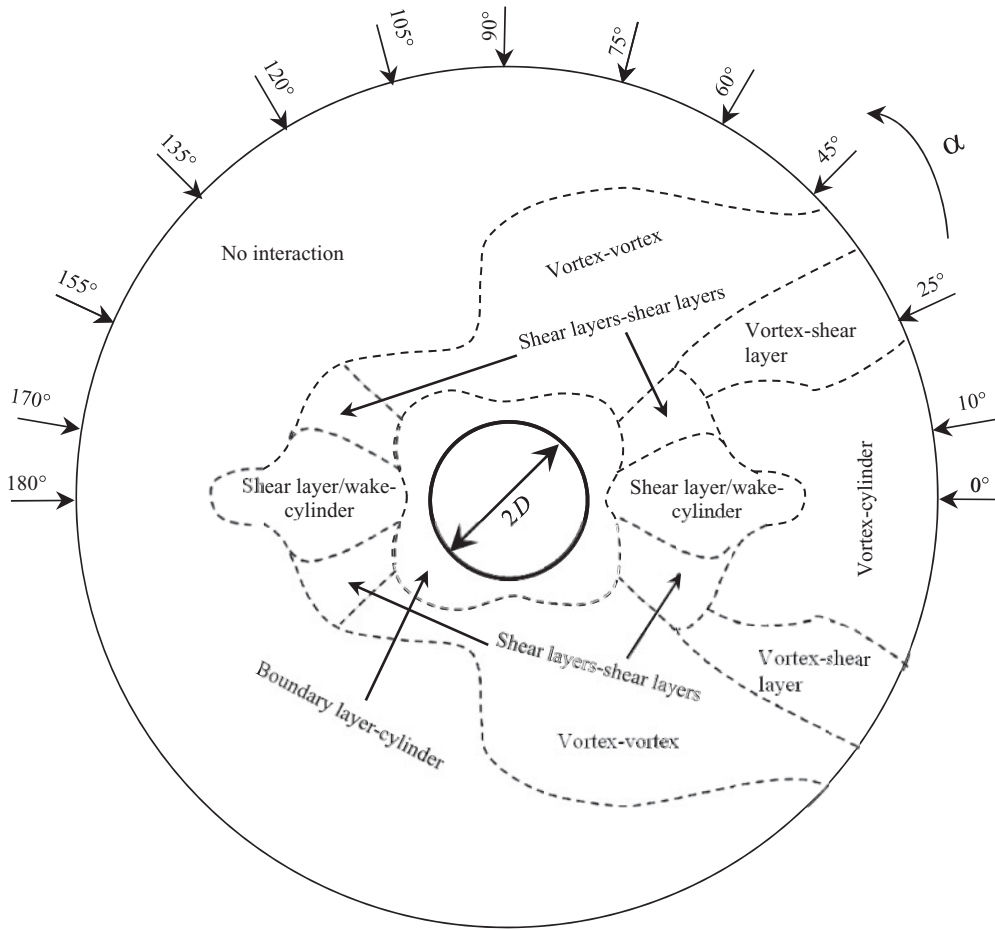 90°
105°
75°
120°
60°
135°
45°
α
No interaction
Vortex-vortex
155°
25°
Shear layers-shear layers
Vortex-shear
layer
170°
10°
180°
Shear layer/wake-
cylinder
2D
Shear layer/wake-
cylinder
Vortex-cylinder
0°
Shear layers-shear layers
Vortex-shear
layer
Boundary layer-cylinder
Vortex-vortex